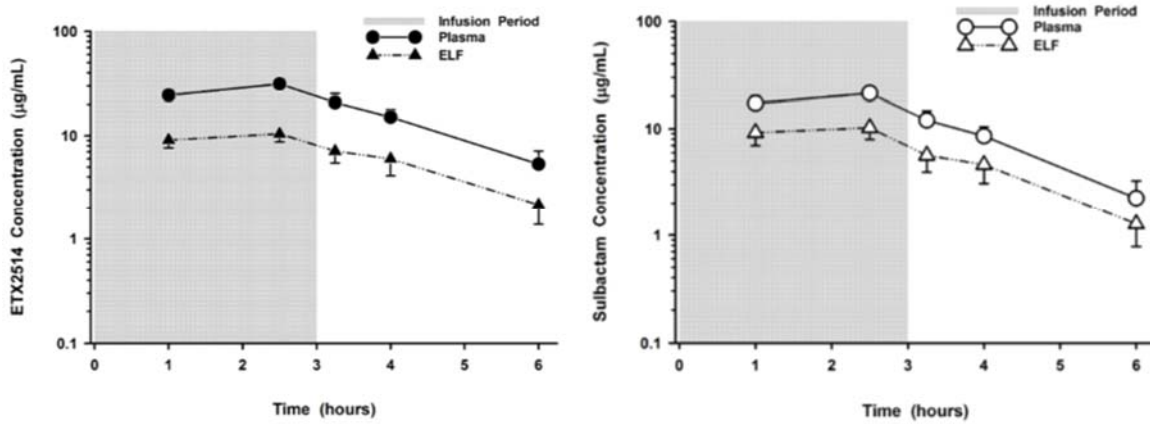 Infusion Period
Plasma
ELF
100
10
1
0.1
ETX2514 Concentration (µg/mL)
0 1 2 3 4 5 6
Time (hours)
Infusion Period
Plasma
ELF
100
10
1
0.1
Sulbactam Concentration (µg/mL)
0 1 2 3 4 5 6
Time (hours)